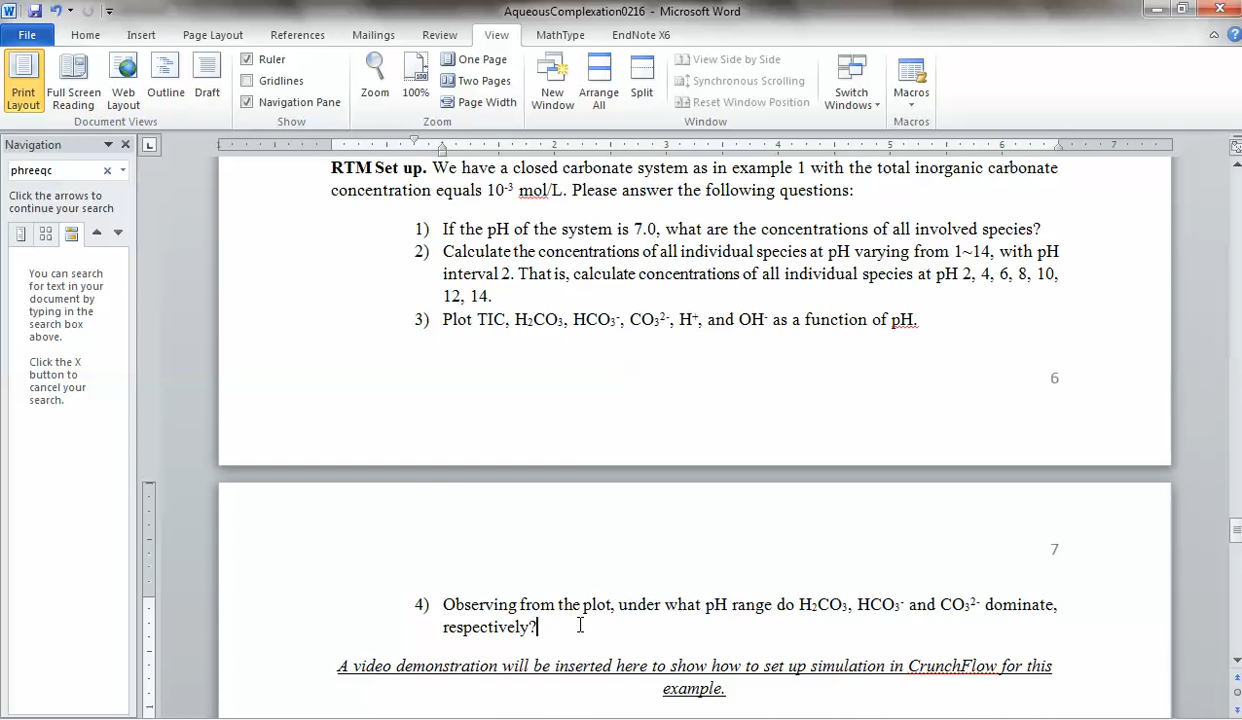 AqueousComplexation0216 - Microsoft Word
File Home Insert Page Layout References Mailings Review View MathType EndNote X6
Print Layout
Full Screen Reading
Web Layout
Outline
Draft
Document Views
Ruler
Gridlines
Navigation Pane
Show
Zoom
100%
One Page
Two Pages
Page Width
Zoom
New Window
Arrange All
Split
View Side by Side
Synchronous Scrolling
Reset Window Position
Window
Switch Windows
Macros
Macros
Navigation
phreeqc
Click the arrows to
continue your search
You can search
for text in your
document by
typing in the
search box
above.
Click the X
button to
cancel your
search.
1 1 2 3 4 5 6 7
RTM Set up. We have a closed carbonate system as in example 1 with the total inorganic carbonate
concentration equals 10⁻³ mol/L. Please answer the following questions:
1) If the pH of the system is 7.0, what are the concentrations of all involved species?
2) Calculate the concentrations of all individual species at pH varying from 1~14, with pH
interval 2. That is, calculate concentrations of all individual species at pH 2, 4, 6, 8, 10,
12, 14.
3) Plot TIC, H₂CO₃, HCO₃⁻, CO₃²⁻, H⁺, and OH⁻ as a function of pH.
6
7
4) Observing from the plot, under what pH range do H₂CO₃, HCO₃⁻ and CO₃²⁻ dominate,
respectively?
A video demonstration will be inserted here to show how to set up simulation in CrunchFlow for this
example.